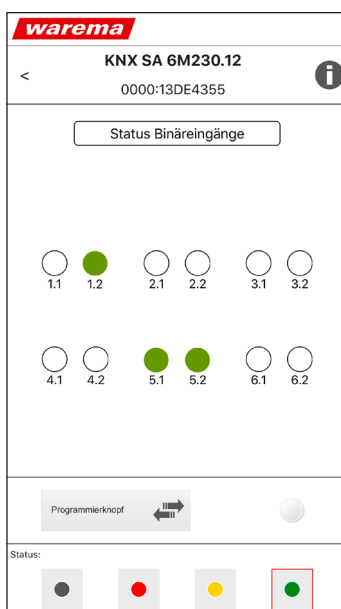 warema
KNX SA 6M230.12
<
0000:13DE4355
i
Status Binäreingänge
1.1 1.2 2.1 2.2 3.1 3.2
4.1 4.2 5.1 5.2 6.1 6.2
Programmierknopf
Status: